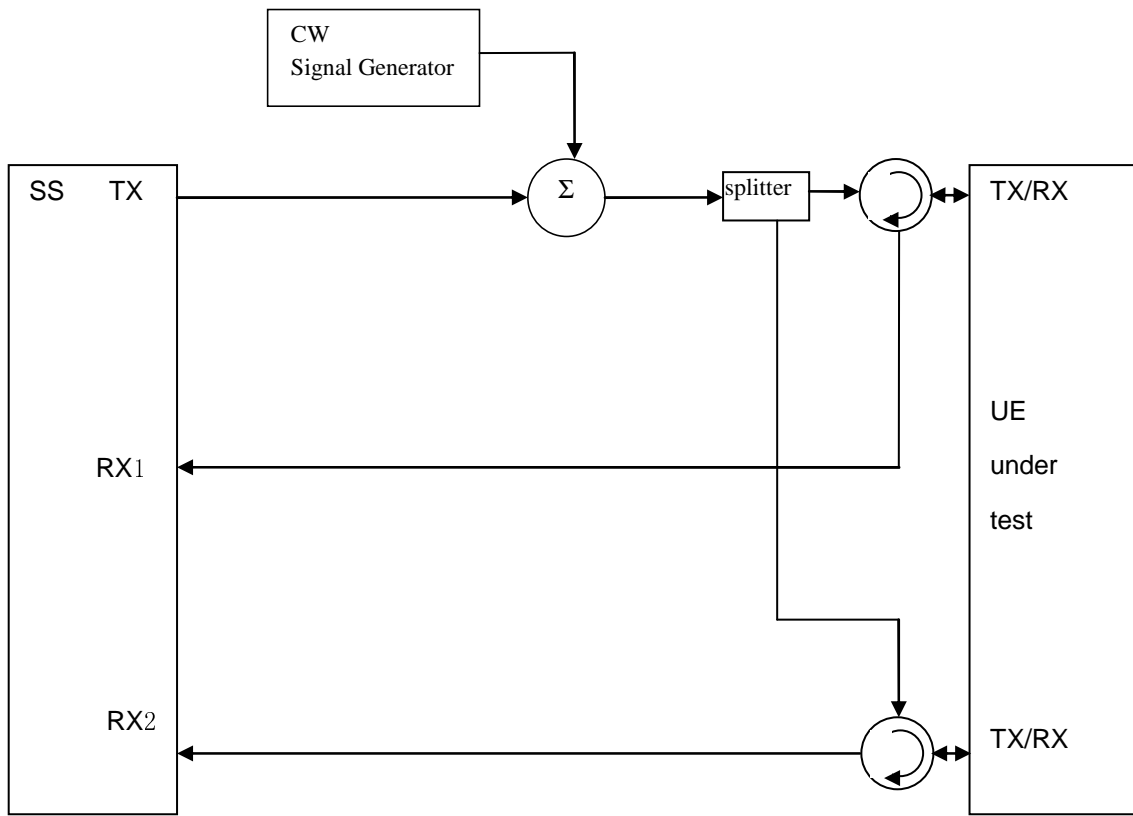 CW
Signal Generator
SS TX
Σ
splitter
TX/RX
RX1
UE
under
test
RX2
TX/RX